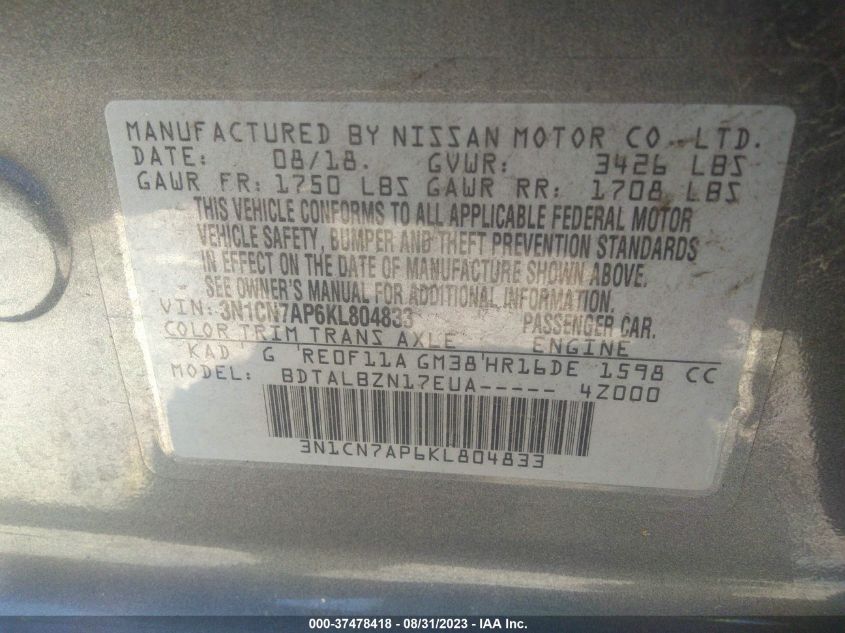 MANUFACTURED BY NISSAN MOTOR CO. LTD.
DATE: 08/18. GVWR: 3426 LBS
GAWR FR: 1750 LBS GAWR RR: 1708 LBS
THIS VEHICLE CONFORMS TO ALL APPLICABLE FEDERAL MOTOR
VEHICLE SAFETY, BUMPER AND THEFT PREVENTION STANDARDS
IN EFFECT ON THE DATE OF MANUFACTURE SHOWN ABOVE.
SEE OWNER'S MANUAL FOR ADDITIONAL INFORMATION.
VIN: 3N1CN7AP6KL804833 PASSENGER CAR.
COLOR TRIM TRANS AXLE ENGINE
KAD G RE0F11A GM38 HR16DE 1598 CC
MODEL: BDTALBZN17EUA----- 4Z000
3N1CN7AP6KL804833
000-37478418 - 08/31/2023 - IAA Inc.